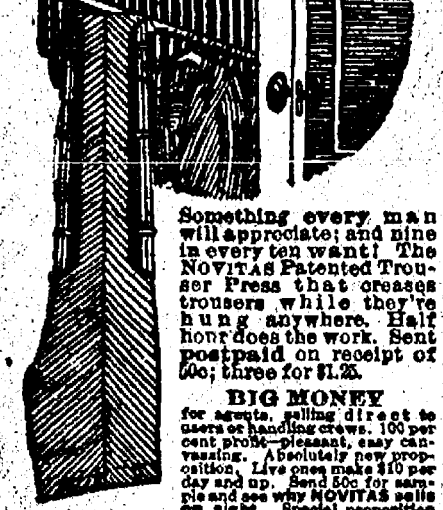 Something every man
will appreciate; and nine
in every ten want! The
NOVITAS Patented Trou-
ser Press that creases
trousers while they're
hung anywhere. Half
hour does the work. Sent
postpaid on receipt of
50c; three for $1.25.
BIG MONEY
for agents, selling direct to
users or handling crews. 100 per
cent profit—pleasant, easy can-
vassing. Absolutely new prop-
osition. Live ones make $10 per
day and up. Send 50c for sam-
ple and see why NOVITAS sells
on sight. Special proposition